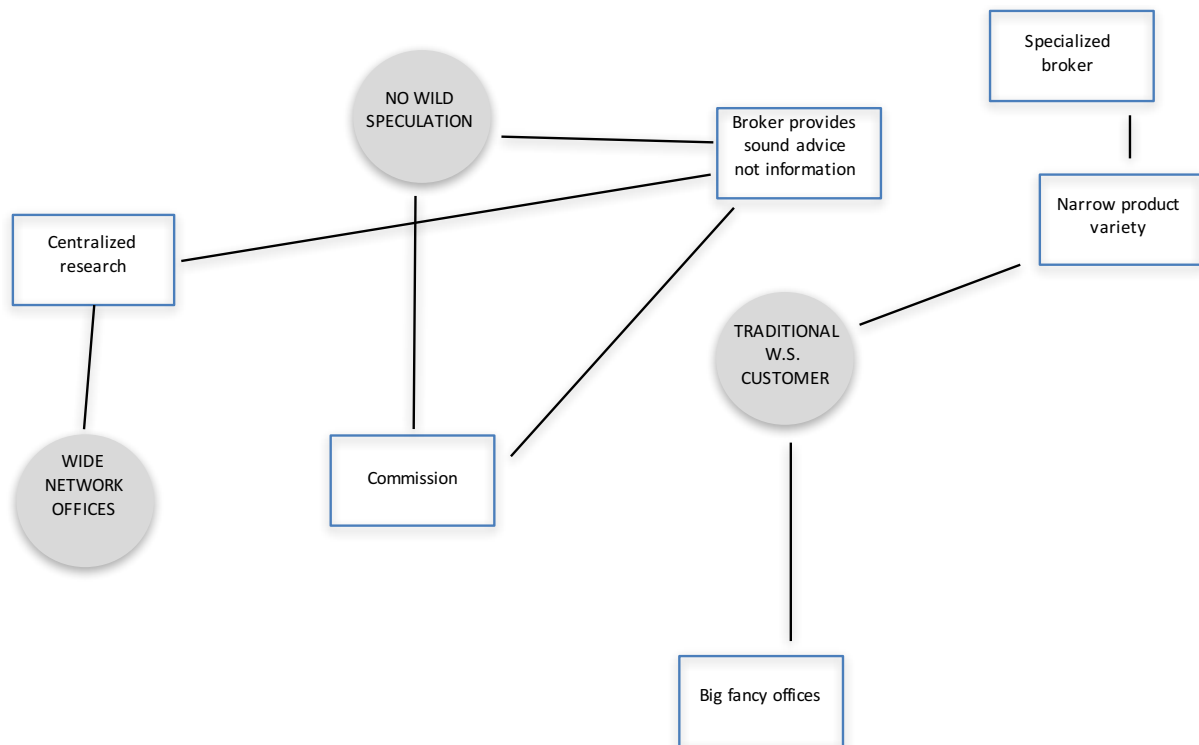 Specialized
broker
NO WILD
SPECULATION
Broker provides
sound advice
not information
Narrow product
variety
Centralized
research
TRADITIONAL
W.S.
CUSTOMER
WIDE
NETWORK
OFFICES
Commission
Big fancy offices